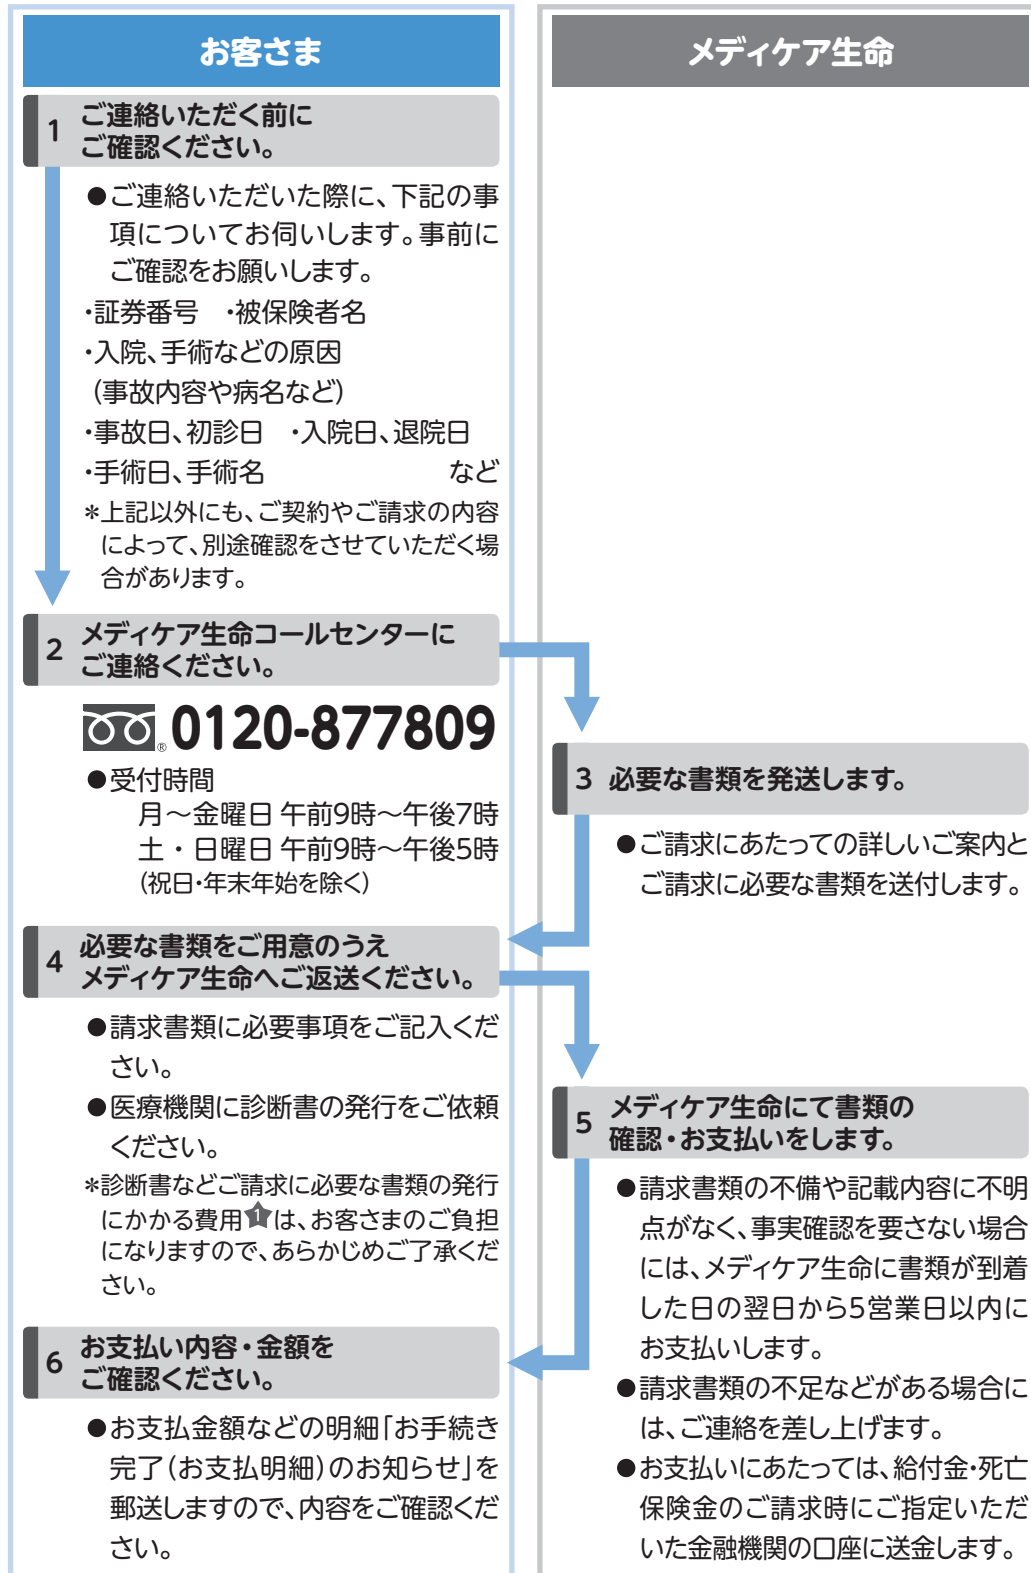 お客さま
1 ご連絡いただく前に
ご確認ください。
●ご連絡いただいた際に、下記の事
項についてお伺いします。事前に
ご確認をお願いします。
・証券番号　・被保険者名
・入院、手術などの原因
（事故内容や病名など）
・事故日、初診日　・入院日、退院日
・手術日、手術名　など
＊上記以外にも、ご契約やご請求の内容
によって、別途確認をさせていただく場
合があります。
2 メディケア生命コールセンターに
ご連絡ください。
® 0120-877809
●受付時間
月～金曜日 午前9時～午後7時
土・日曜日 午前9時～午後5時
（祝日・年末年始を除く）
メディケア生命
3 必要な書類を発送します。
●ご請求にあたっての詳しいご案内と
ご請求に必要な書類を送付します。
4 必要な書類をご用意のうえ
メディケア生命へご返送ください。
●請求書類に必要事項をご記入くだ
さい。
●医療機関に診断書の発行をご依頼
ください。
＊診断書などご請求に必要な書類の発行
にかかる費用1は、お客さまのご負担
になりますので、あらかじめご了承くだ
さい。
5 メディケア生命にて書類の
確認・お支払いをします。
●請求書類の不備や記載内容に不明
点がなく、事実確認を要さない場合
には、メディケア生命に書類が到着
した日の翌日から5営業日以内に
お支払いします。
●請求書類の不足などがある場合に
は、ご連絡を差し上げます。
●お支払いにあたっては、給付金・死亡
保険金のご請求時にご指定いただ
いた金融機関の口座に送金します。
6 お支払い内容・金額を
ご確認ください。
●お支払金額などの明細「お手続き
完了（お支払明細）のお知らせ」を
郵送しますので、内容をご確認くだ
さい。